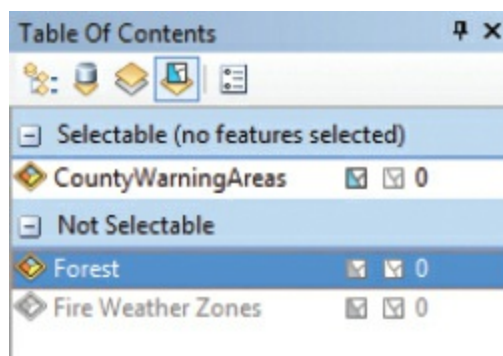 Table Of Contents
Selectable (no features selected)
CountyWarningAreas 0
Not Selectable
Forest 0
Fire Weather Zones 0